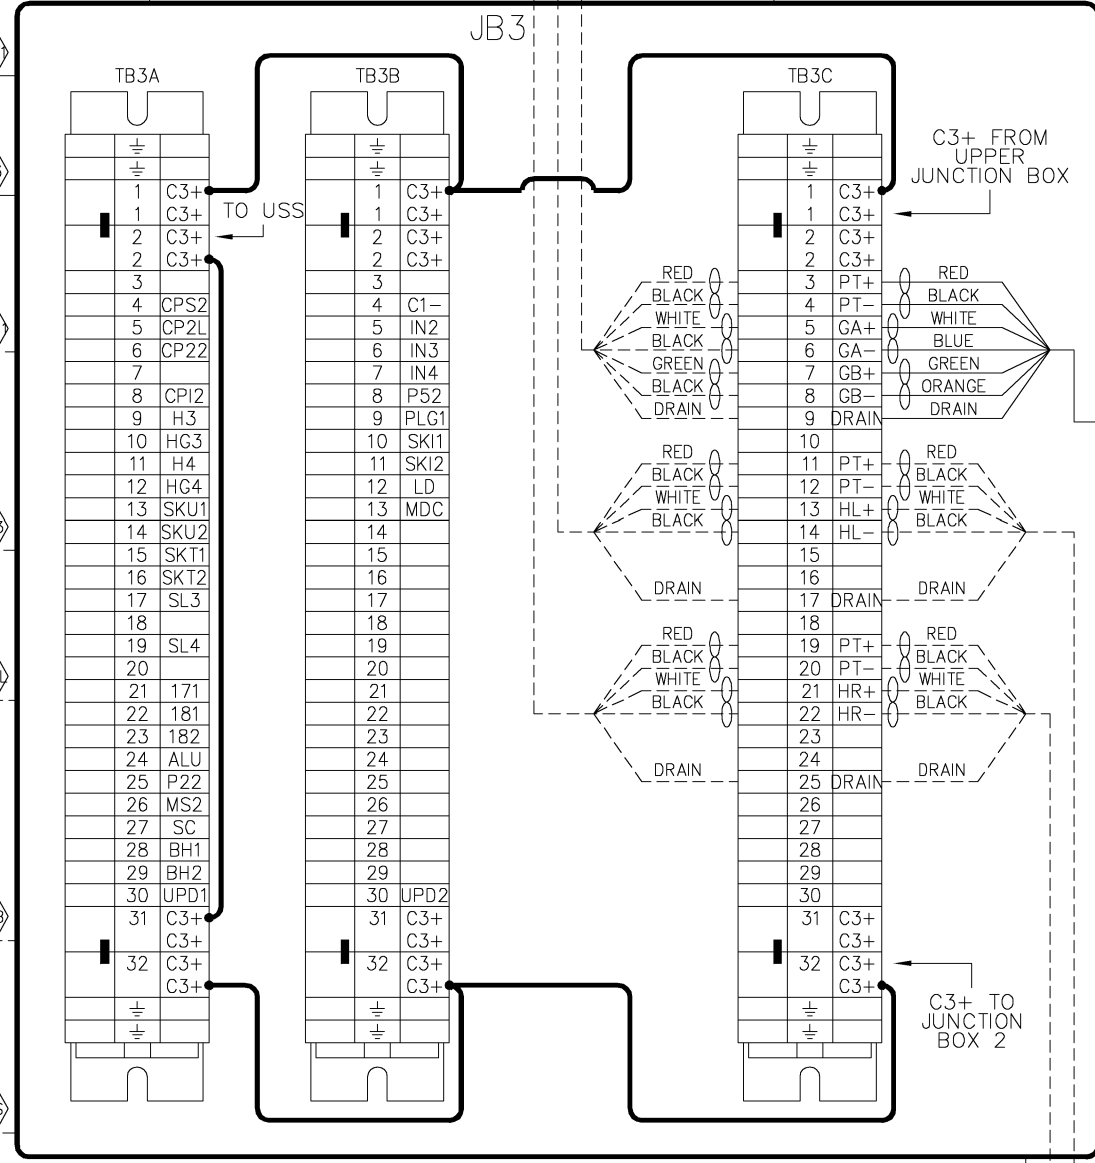 JB3
TB3A
1 C3+
1 C3+
2 C3+
2 C3+
3
4 CPS2
5 CP2L
6 CP22
7
8 CPI2
9 H3
10 HG3
11 H4
12 HG4
13 SKU1
14 SKU2
15 SKT1
16 SKT2
17 SL3
18
19 SL4
20
21 171
22 181
23 182
24 ALU
25 P22
26 MS2
27 SC
28 BH1
29 BH2
30 UPD1
31 C3+
C3+
32 C3+
C3+
TO USS
TB3B
1 C3+
1 C3+
2 C3+
2 C3+
3
4 C1-
5 IN2
6 IN3
7 IN4
8 P52
9 PLG1
10 SKI1
11 SKI2
12 LD
13 MDC
14
15
16
17
18
19
20
21
22
23
24
25
26
27
28
29
30 UPD2
31 C3+
C3+
32 C3+
C3+
TB3C
1 C3+
1 C3+
2 C3+
2 C3+
RED 3 PT+ RED
BLACK 4 PT- BLACK
WHITE 5 GA+ WHITE
BLACK 6 GA- BLUE
GREEN 7 GB+ GREEN
BLACK 8 GB- ORANGE
DRAIN 9 DRAIN DRAIN
10
RED 11 PT+ RED
BLACK 12 PT- BLACK
WHITE 13 HL+ WHITE
BLACK 14 HL- BLACK
15
16
DRAIN 17 DRAIN DRAIN
18
RED 19 PT+ RED
BLACK 20 PT- BLACK
WHITE 21 HR+ WHITE
BLACK 22 HR- BLACK
23
24
DRAIN 25 DRAIN DRAIN
26
27
28
29
30
31 C3+
C3+
32 C3+
C3+
C3+ FROM
UPPER
JUNCTION BOX
C3+ TO
JUNCTION
BOX 2